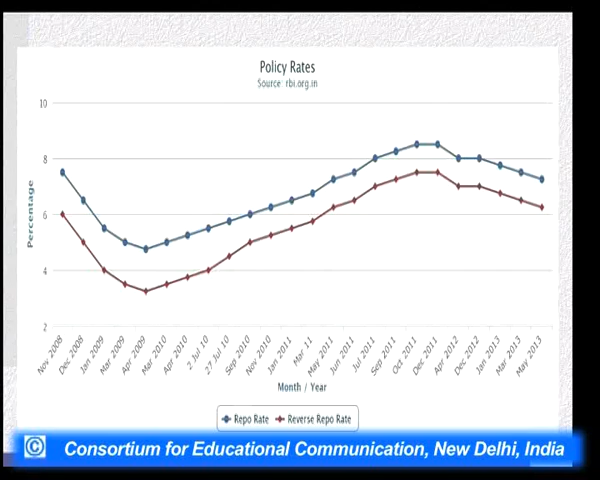 Policy Rates
Source: rbi.org.in
10
8
6
4
2
Percentage
Nov 2008
Dec 2008
Jan 2009
Mar 2009
Apr 2009
Mar 2010
Apr 2010
2 Jul 10
27 Jul 10
Sep 2010
Nov 2010
Jan 2011
Mar 11
May 2011
Jun 2011
Jul 2011
Sep 2011
Oct 2011
Dec 2011
Apr 2012
Dec 2012
Jan 2013
Mar 2013
May 2013
Month / Year
Repo Rate Reverse Repo Rate
© Consortium for Educational Communication, New Delhi, India